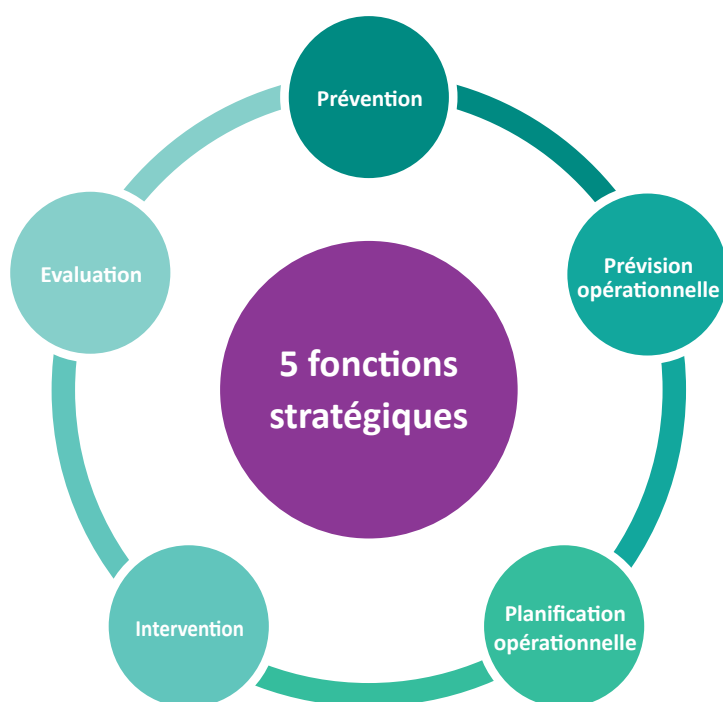 Prévention
Prévision
opérationnelle
Evaluation
5 fonctions
stratégiques
Planification
opérationnelle
Intervention